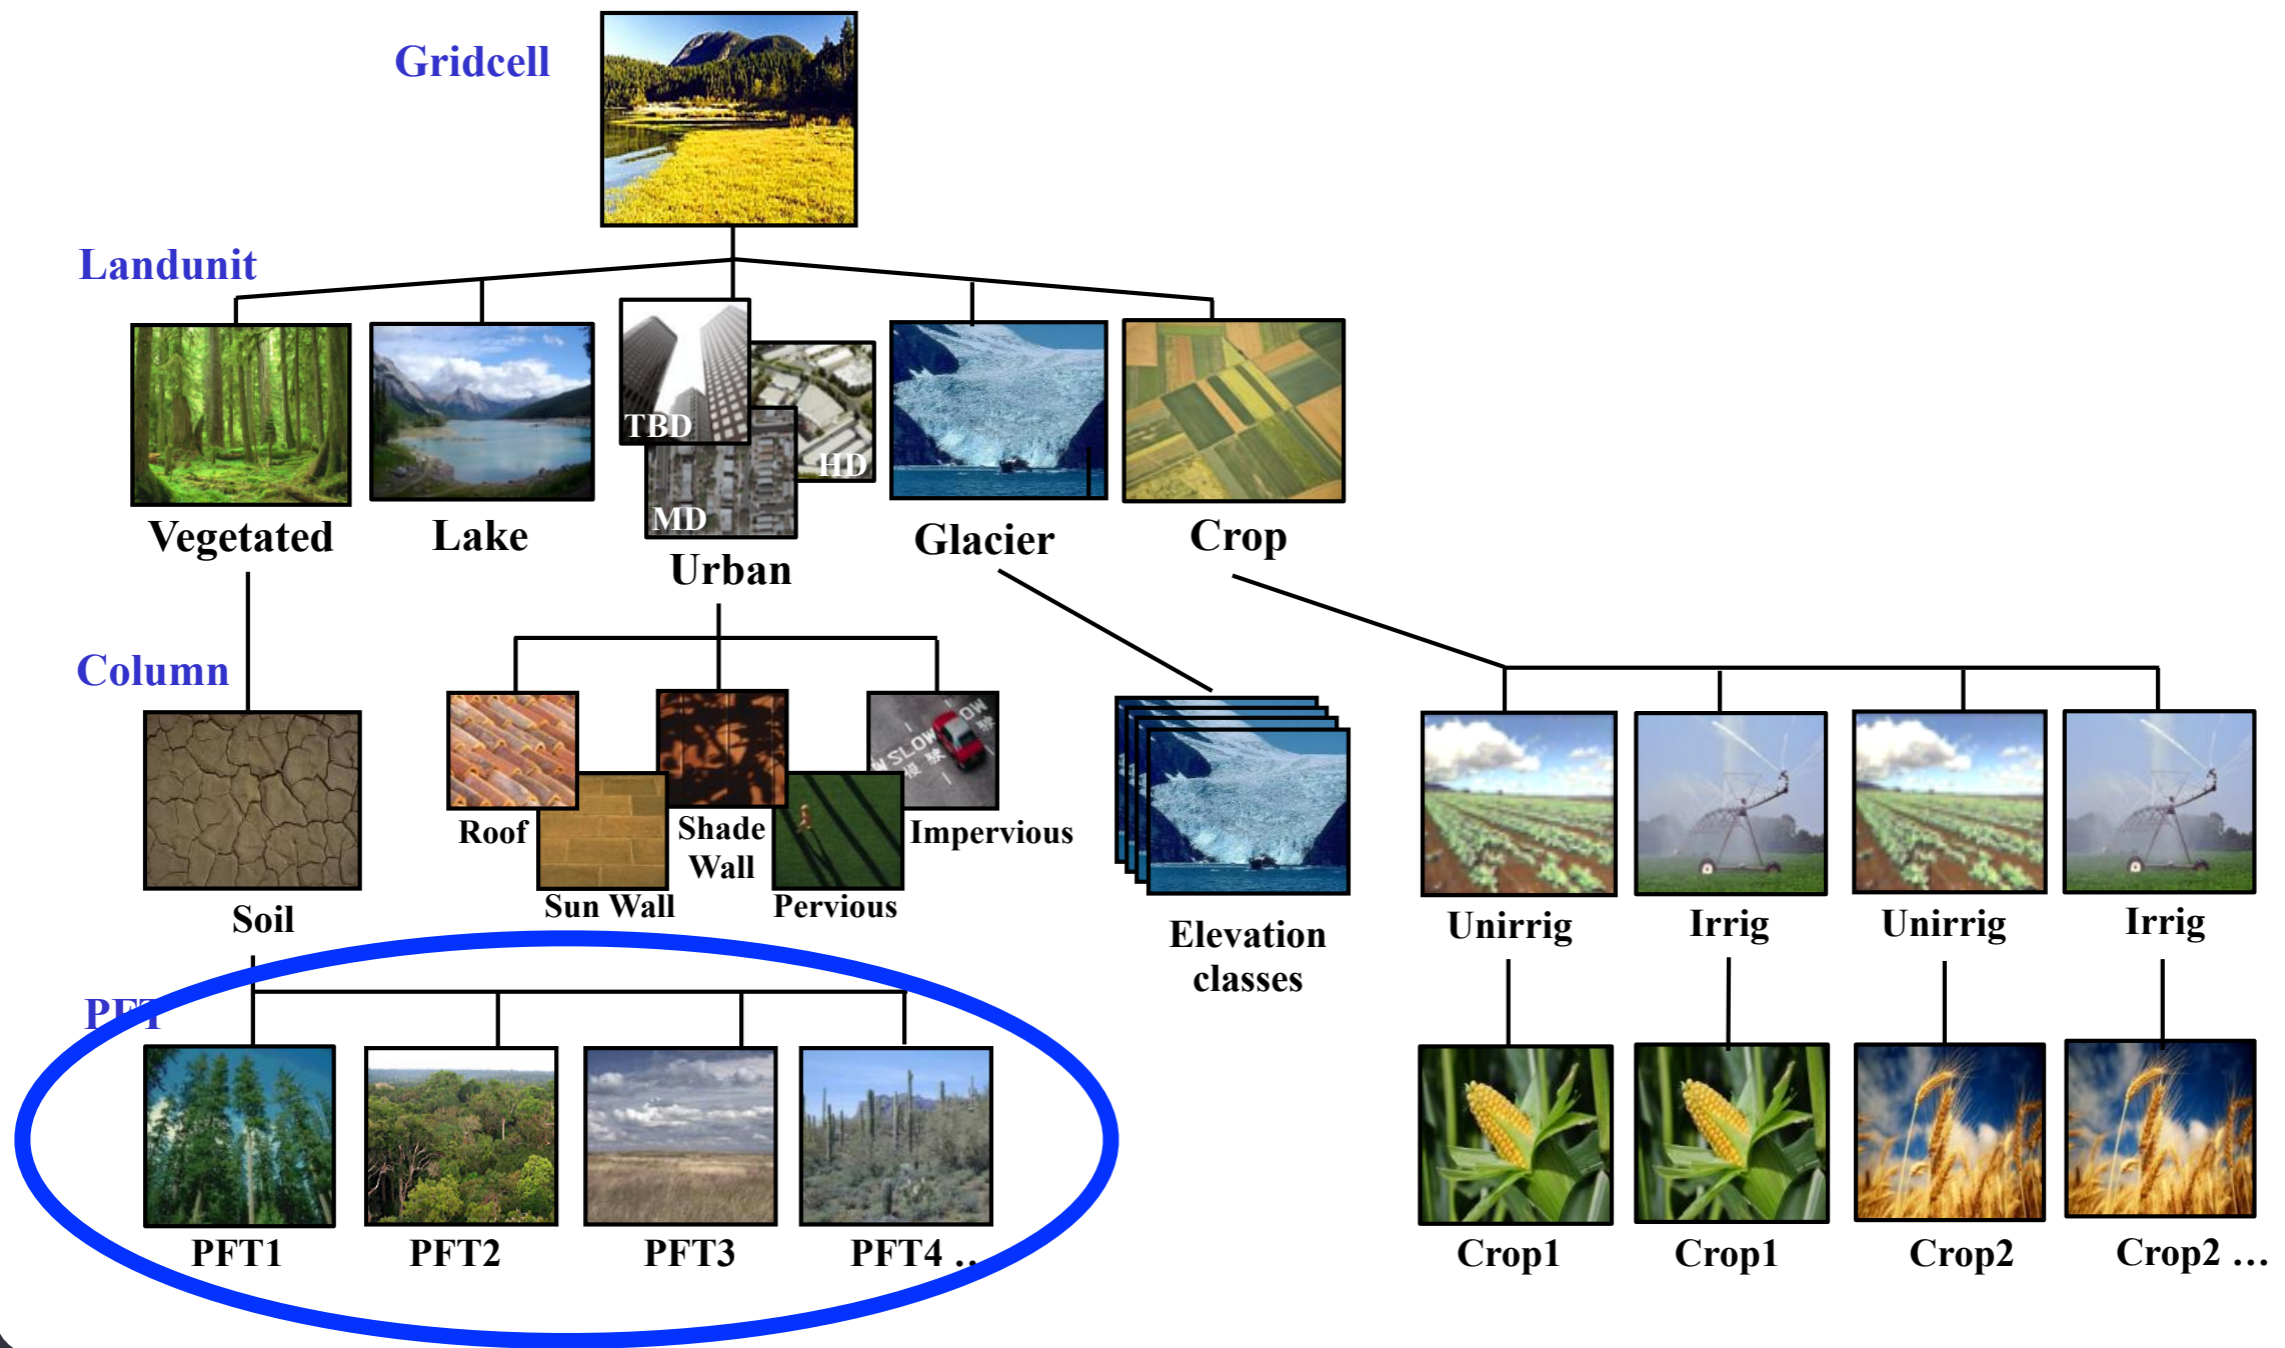 Gridcell
Landunit
TBD
HD
MD
Vegetated
Lake
Urban
Glacier
Crop
Column
SLOW
Roof
Sun Wall
Shade
Wall
Pervious
Impervious
Soil
Elevation
classes
Unirrig
Irrig
Unirrig
Irrig
PFT
PFT1
PFT2
PFT3
PFT4 ...
Crop1
Crop1
Crop2
Crop2 ...